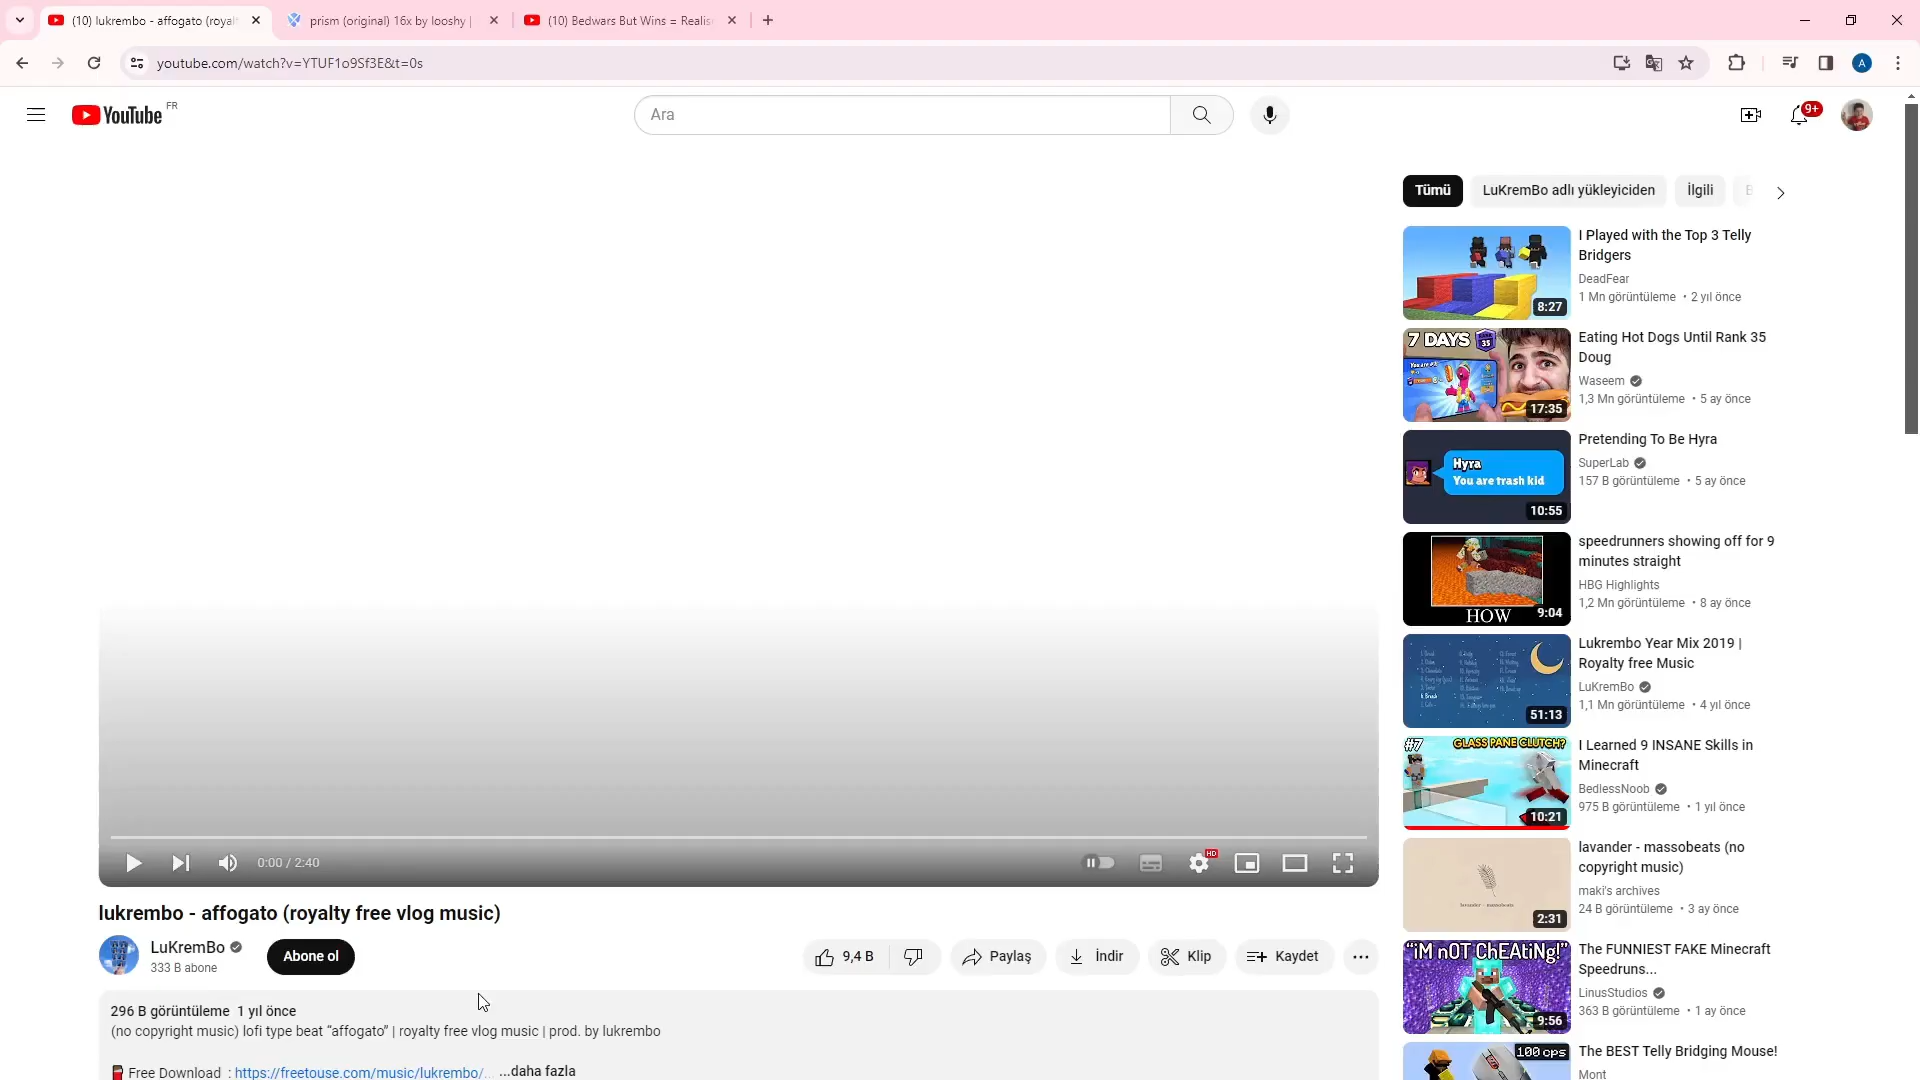 (10) lukrembo - affogato (royal
prism (original) 16x by looshy |
(10) Bedwars But Wins = Realis
youtube.com/watch?v=YTUF1o9Sf3E&t=0s
A
YouTube FR
Ara
9+
Tümü
LuKremBo adlı yükleyiciden
İlgili
I Played with the Top 3 Telly
Bridgers
DeadFear
1 Mn görüntüleme • 2 yıl önce
8:27
7 DAYS
35
Eating Hot Dogs Until Rank 35
Doug
Waseem
1,3 Mn görüntüleme • 5 ay önce
17:35
Hyra
You are trash kid
Pretending To Be Hyra
SuperLab
157 B görüntüleme • 5 ay önce
10:55
HOW
speedrunners showing off for 9
minutes straight
HBG Highlights
1,2 Mn görüntüleme • 8 ay önce
9:04
Lukrembo Year Mix 2019 |
Royalty free Music
LuKremBo
1,1 Mn görüntüleme • 4 yıl önce
51:13
#7 GLASS PANE CLUTCH?
I Learned 9 INSANE Skills in
Minecraft
BedlessNoob
975 B görüntüleme • 1 yıl önce
10:21
lavander - massobeats (no
copyright music)
maki's archives
24 B görüntüleme • 3 ay önce
2:31
"iM nOT ChEAtiNg!"
The FUNNIEST FAKE Minecraft
Speedruns...
LinusStudios
363 B görüntüleme • 1 ay önce
9:56
100 cps
The BEST Telly Bridging Mouse!
Mont
0:00 / 2:40
HD
lukrembo - affogato (royalty free vlog music)
LuKremBo
333 B abone
Abone ol
9,4 B
Paylaş
İndir
Klip
Kaydet
296 B görüntüleme 1 yıl önce
(no copyright music) lofi type beat “affogato” | royalty free vlog music | prod. by lukrembo
Free Download : https://freetouse.com/music/lukrembo/... ...daha fazla